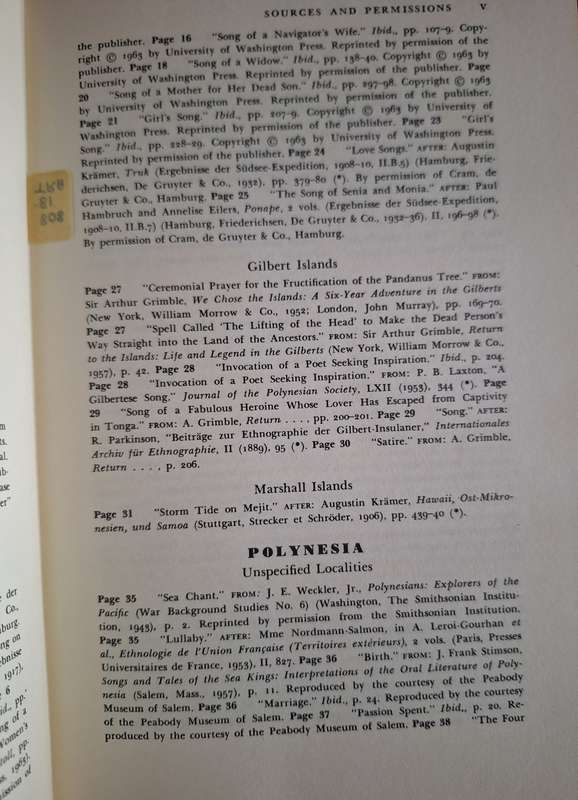 SOURCES AND PERMISSIONS V
the publisher. Page 16 "Song of a Navigator's Wife." Ibid., pp. 107–9. Copy-
right © 1963 by University of Washington Press. Reprinted by permission of the
publisher. Page 18 "Song of a Widow." Ibid., pp. 138–40. Copyright © 1963 by
University of Washington Press. Reprinted by permission of the publisher. Page
20 "Song of a Mother for Her Dead Son." Ibid., pp. 297–98. Copyright © 1963
by University of Washington Press. Reprinted by permission of the publisher.
Page 21 "Girl's Song." Ibid., pp. 207–9. Copyright © 1963 by University of
Washington Press. Reprinted by permission of the publisher. Page 23 "Girl's
Song." Ibid., pp. 228–29. Copyright © 1963 by University of Washington Press.
Reprinted by permission of the publisher. Page 24 "Love Songs." AFTER: Augustin
Krämer, Truk (Ergebnisse der Südsee-Expedition, 1908–10, II.B.5) (Hamburg, Frie-
derichsen, De Gruyter & Co., 1932), pp. 379–80 (*). By permission of Cram, de
Gruyter & Co., Hamburg. Page 25 "The Song of Senia and Monia." AFTER: Paul
Hambruch and Annelise Eilers, Ponape, 2 vols. (Ergebnisse der Südsee-Expedition,
1908–10, II.B.7) (Hamburg, Friederichsen, De Gruyter & Co., 1932–36), II, 196–98 (*).
By permission of Cram, de Gruyter & Co., Hamburg.
Gilbert Islands
Page 27 "Ceremonial Prayer for the Fructification of the Pandanus Tree." FROM:
Sir Arthur Grimble, We Chose the Islands: A Six-Year Adventure in the Gilberts
(New York, William Morrow & Co., 1952; London, John Murray), pp. 169–70.
Page 27 "Spell Called 'The Lifting of the Head' to Make the Dead Person's
Way Straight into the Land of the Ancestors." FROM: Sir Arthur Grimble, Return
to the Islands: Life and Legend in the Gilberts (New York, William Morrow & Co.,
1957), p. 42. Page 28 "Invocation of a Poet Seeking Inspiration." Ibid., p. 204.
Page 28 "Invocation of a Poet Seeking Inspiration." FROM: P. B. Laxton, "A
Gilbertese Song," Journal of the Polynesian Society, LXII (1953), 344 (*). Page
29 "Song of a Fabulous Heroine Whose Lover Has Escaped from Captivity
in Tonga." FROM: A. Grimble, Return . . . . , pp. 200–201. Page 29 "Song." AFTER:
R. Parkinson, "Beiträge zur Ethnographie der Gilbert-Insulaner," Internationales
Archiv für Ethnographie, II (1889), 95 (*). Page 30 "Satire." FROM: A. Grimble,
Return . . . . , p. 206.
Marshall Islands
Page 31 "Storm Tide on Mejit." AFTER: Augustin Krämer, Hawaii, Ost-Mikro-
nesien, und Samoa (Stuttgart, Strecker et Schröder, 1906), pp. 439–40 (*).
POLYNESIA
Unspecified Localities
Page 35 "Sea Chant." FROM: J. E. Weckler, Jr., Polynesians: Explorers of the
Pacific (War Background Studies No. 6) (Washington, The Smithsonian Institu-
tion, 1943), p. 2. Reprinted by permission from the Smithsonian Institution.
Page 35 "Lullaby." AFTER: Mme Nordmann-Salmon, in A. Leroi-Gourhan et
al., Ethnologie de l'Union Française (Territoires extérieurs), 2 vols. (Paris, Presses
Universitaires de France, 1953), II, 827. Page 36 "Birth." FROM: J. Frank Stimson,
Songs and Tales of the Sea Kings: Interpretations of the Oral Literature of Poly-
nesia (Salem, Mass., 1957), p. 11. Reproduced by the courtesy of the Peabody
Museum of Salem. Page 36 "Marriage." Ibid., p. 24. Reproduced by the courtesy
of the Peabody Museum of Salem. Page 37 "Passion Spent." Ibid., p. 20. Re-
produced by the courtesy of the Peabody Museum of Salem. Page 38 "The Four